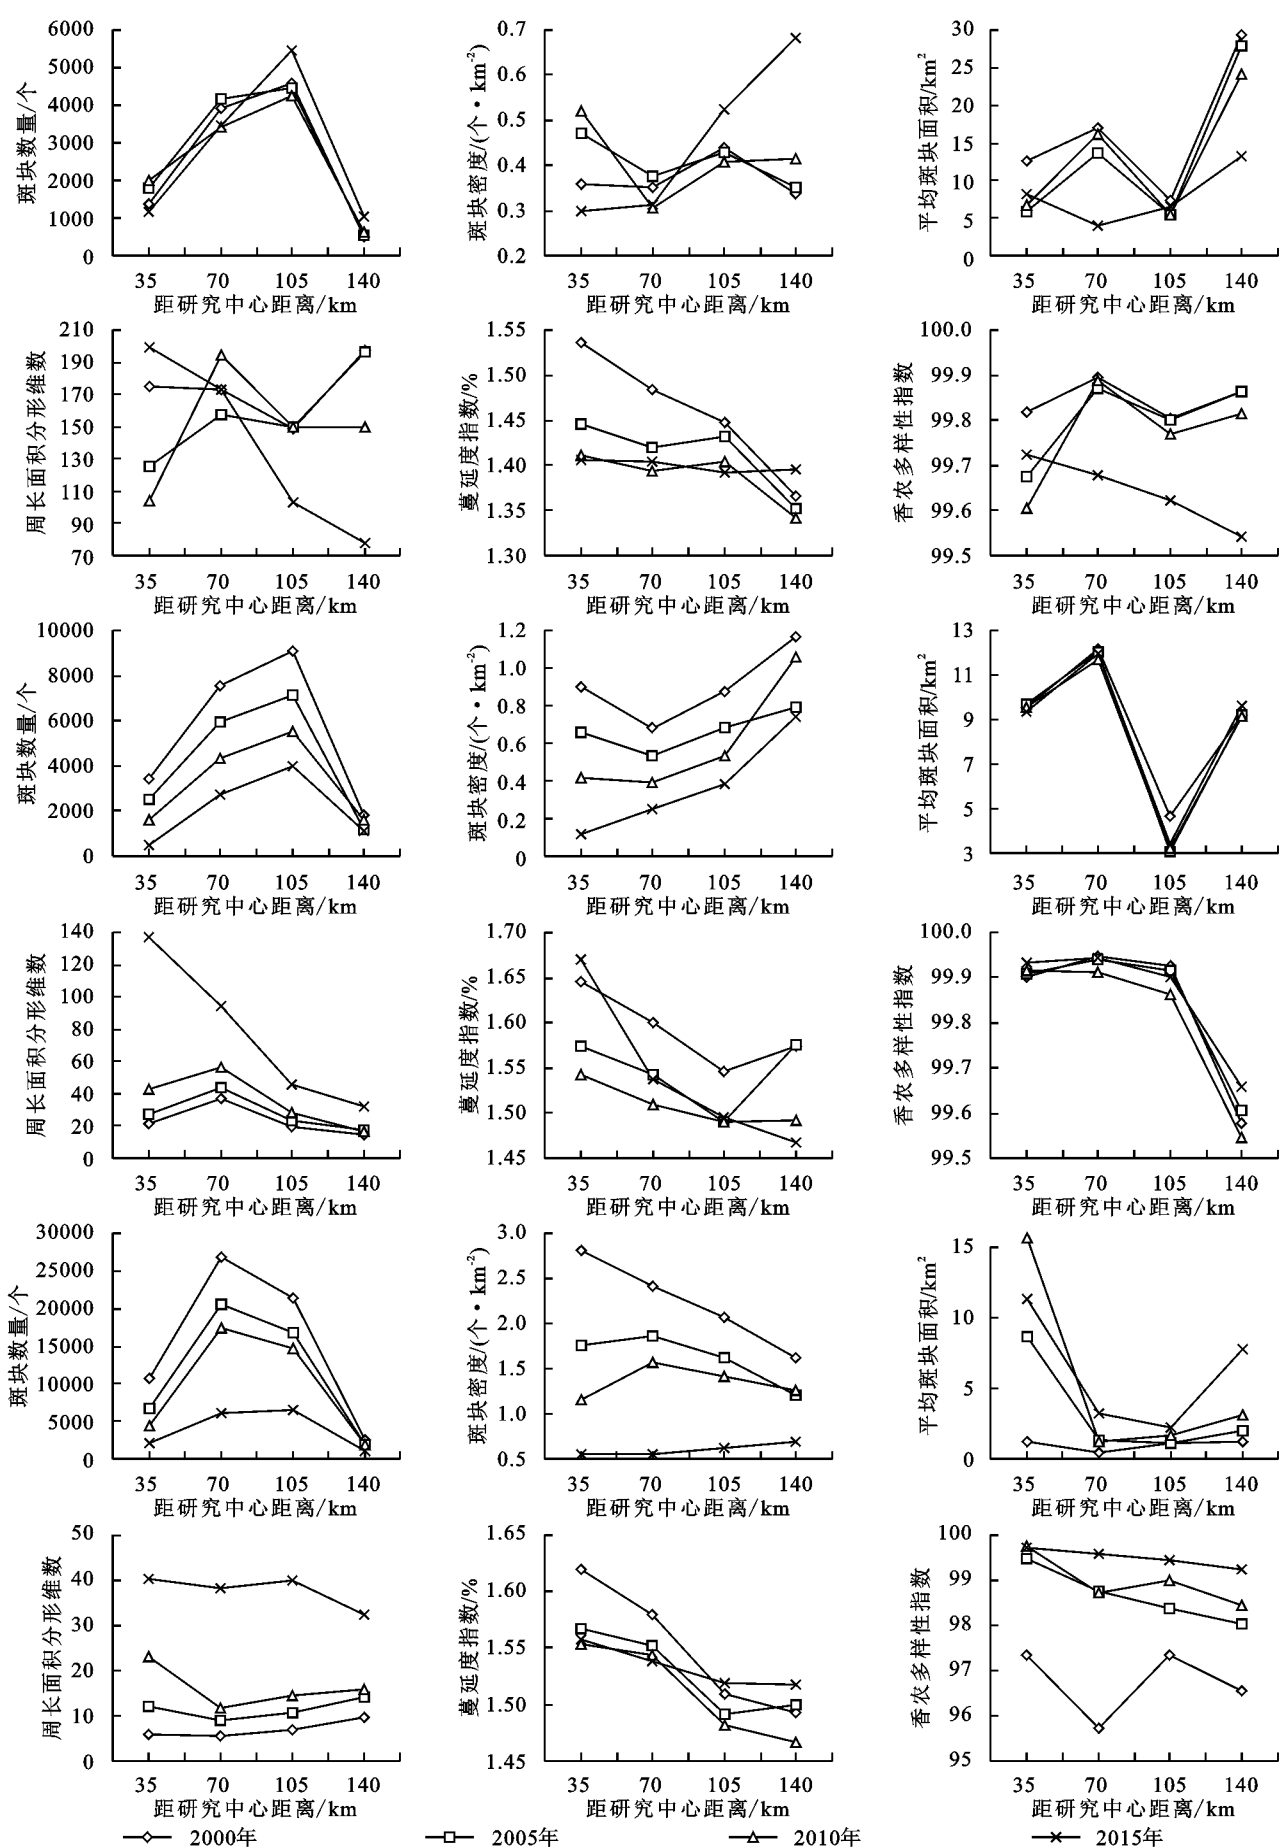 斑块数量/个
6000
5000
4000
3000
2000
1000
0
35 70 105 140
距研究中心距离/km
斑块密度/(个·km⁻²)
0.7
0.6
0.5
0.4
0.3
0.2
35 70 105 140
距研究中心距离/km
平均斑块面积/km²
30
25
20
15
10
5
0
35 70 105 140
距研究中心距离/km
周长面积分形维数
210
190
170
150
130
110
90
70
35 70 105 140
距研究中心距离/km
蔓延度指数/%
1.55
1.50
1.45
1.40
1.35
1.30
35 70 105 140
距研究中心距离/km
香农多样性指数
100.0
99.9
99.8
99.7
99.6
99.5
35 70 105 140
距研究中心距离/km
斑块数量/个
10000
8000
6000
4000
2000
0
35 70 105 140
距研究中心距离/km
斑块密度/(个·km⁻²)
1.2
1.0
0.8
0.6
0.4
0.2
0
35 70 105 140
距研究中心距离/km
平均斑块面积/km²
13
11
9
7
5
3
35 70 105 140
距研究中心距离/km
周长面积分形维数
140
120
100
80
60
40
20
0
35 70 105 140
距研究中心距离/km
蔓延度指数/%
1.70
1.65
1.60
1.55
1.50
1.45
35 70 105 140
距研究中心距离/km
香农多样性指数
100.0
99.9
99.8
99.7
99.6
99.5
35 70 105 140
距研究中心距离/km
斑块数量/个
30000
25000
20000
15000
10000
5000
0
35 70 105 140
距研究中心距离/km
斑块密度/(个·km⁻²)
3.0
2.5
2.0
1.5
1.0
0.5
35 70 105 140
距研究中心距离/km
平均斑块面积/km²
15
10
5
0
35 70 105 140
距研究中心距离/km
周长面积分形维数
50
40
30
20
10
0
35 70 105 140
距研究中心距离/km
蔓延度指数/%
1.65
1.60
1.55
1.50
1.45
35 70 105 140
距研究中心距离/km
香农多样性指数
100
99
98
97
96
95
35 70 105 140
距研究中心距离/km
2000年 2005年 2010年 2015年